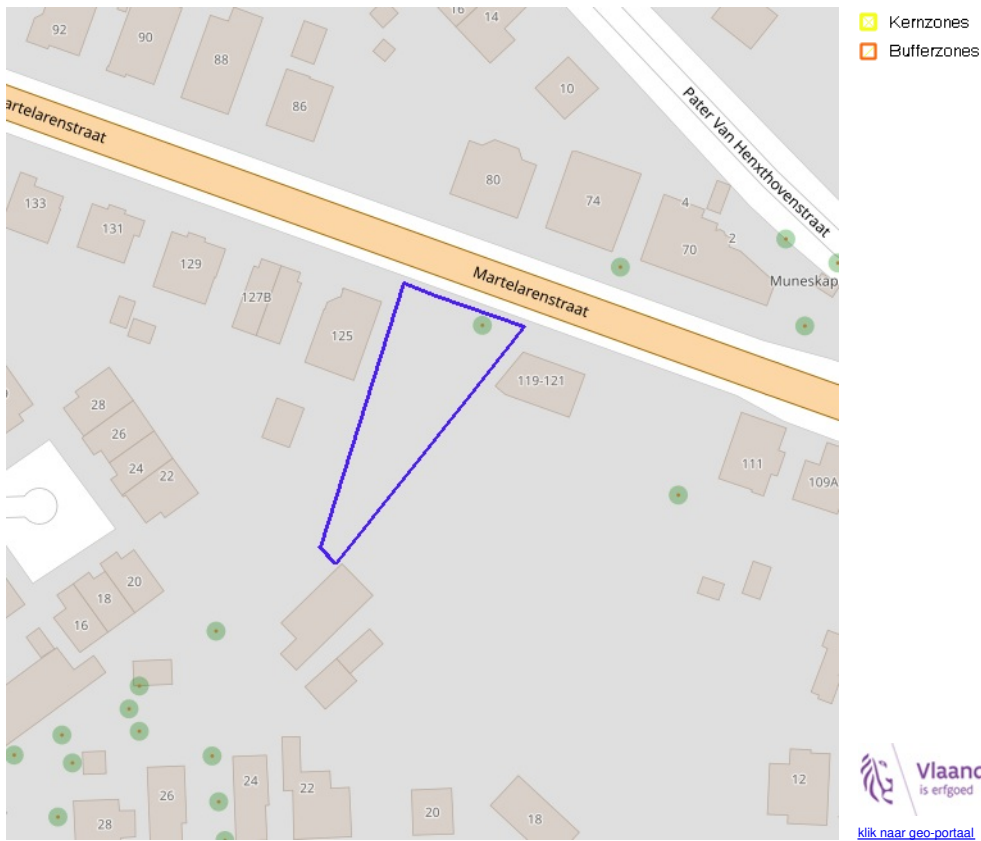 92
90
88
86
16
14
10
80
74
4
2
70
Pater Van Henxthovenstraat
artelarenstraat
Martelarenstraat
Muneskap
133
131
129
127B
125
119-121
111
109A
28
26
24
22
20
18
16
28
26
24
22
20
18
12
Kernzones
Bufferzones
Vlaand
is erfgoed
klik naar geo-portaal